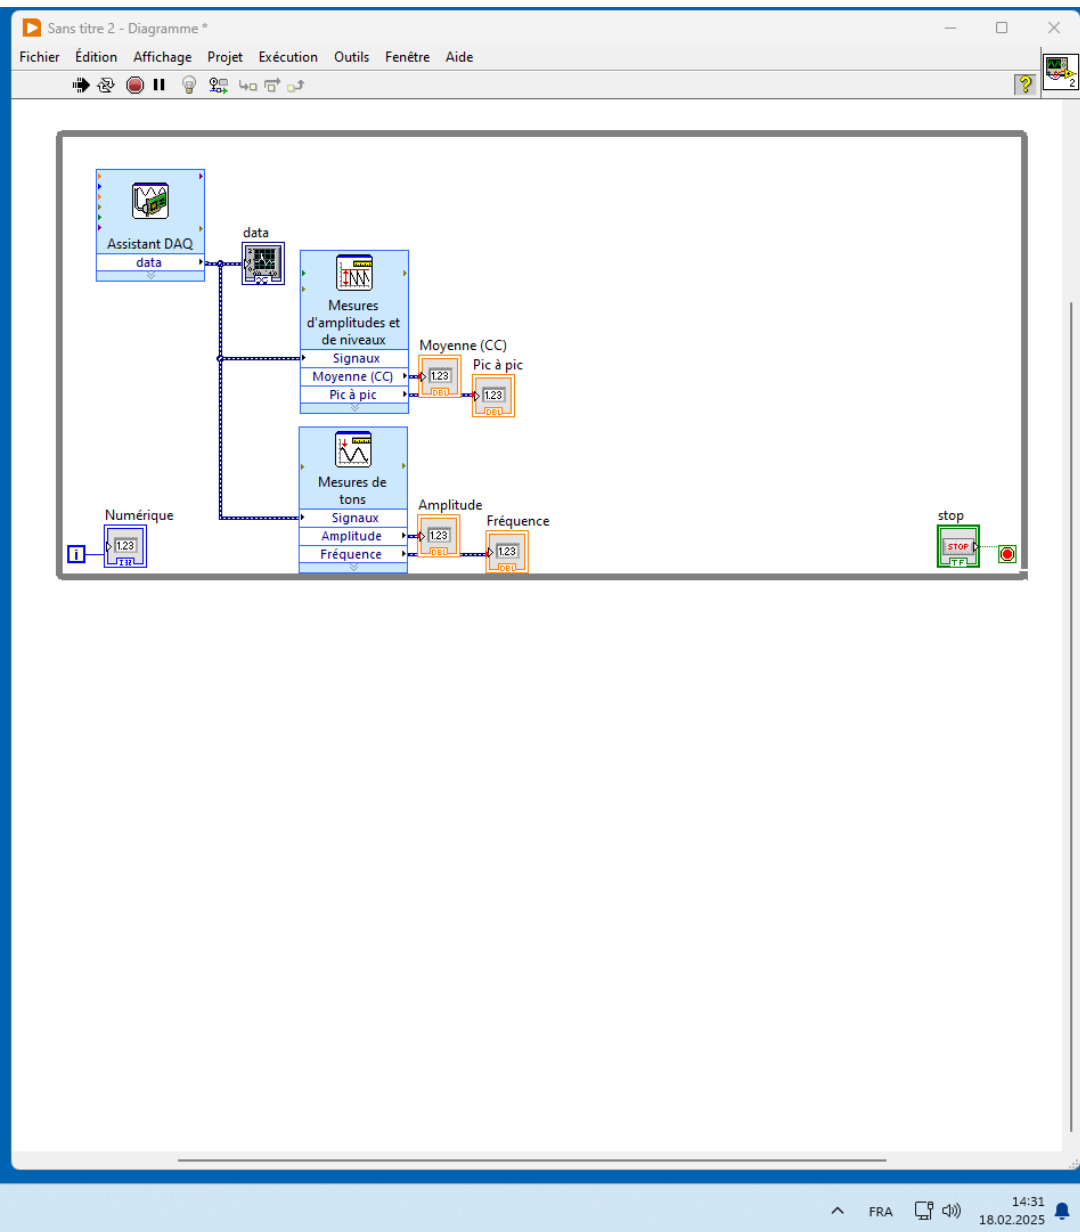 Sans titre 2 - Diagramme *
Fichier Édition Affichage Projet Exécution Outils Fenêtre Aide
2
Assistant DAQ
data
data
Mesures
d'amplitudes et
de niveaux
Signaux
Moyenne (CC)
Pic à pic
Moyenne (CC)
1.23
DBL
Pic à pic
1.23
DBL
Mesures de
tons
Signaux
Amplitude
Fréquence
Amplitude
1.23
DBL
Fréquence
1.23
DBL
Numérique
i
1.23
I32
stop
STOP
TF
FRA
14:31
18.02.2025